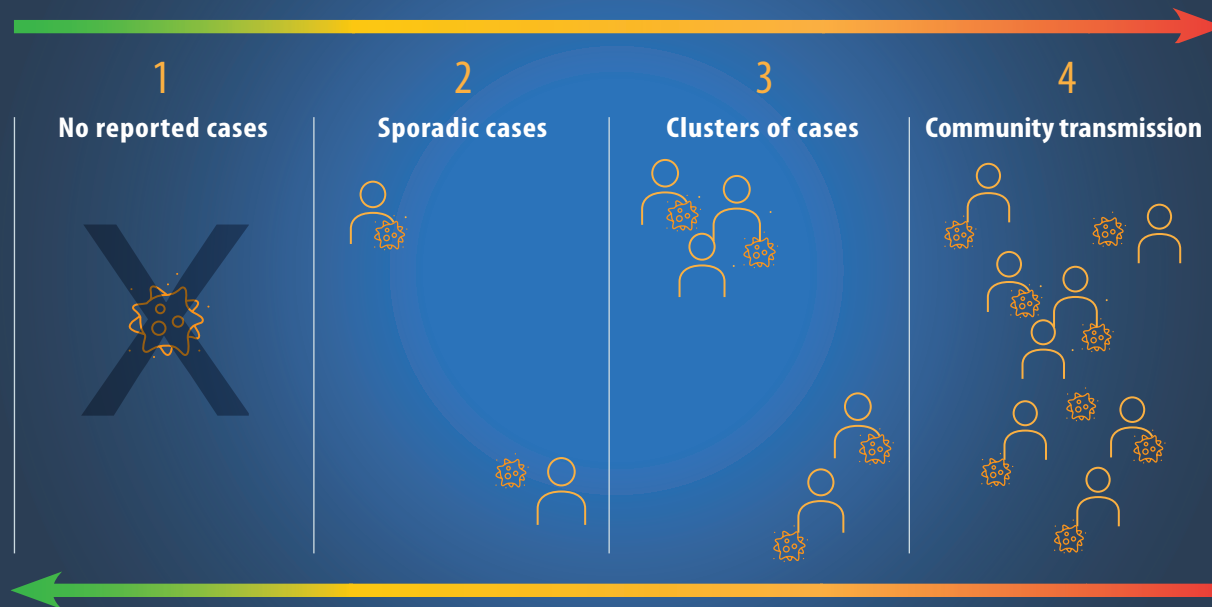 1
No reported cases
2
Sporadic cases
3
Clusters of cases
4
Community transmission
X